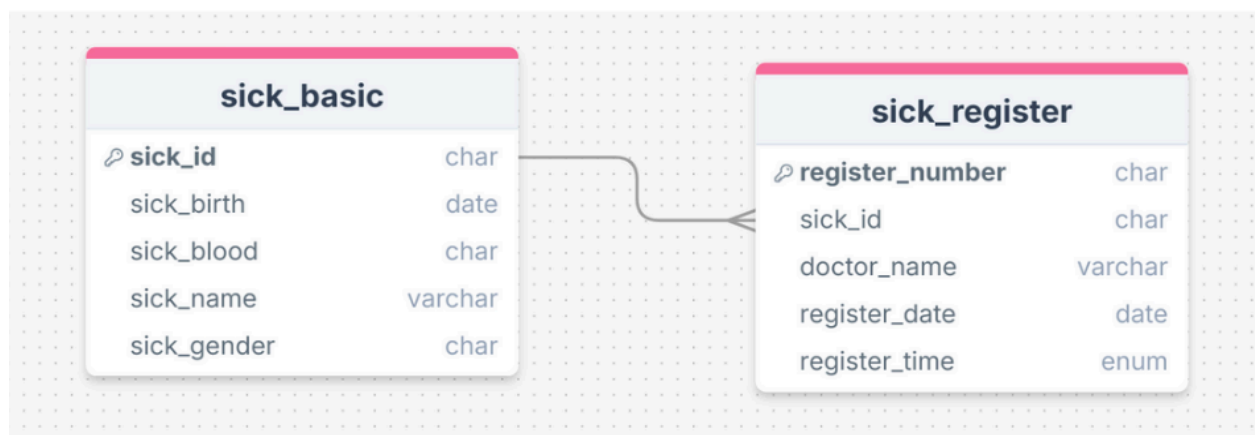 sick_basic
sick_id char
sick_birth date
sick_blood char
sick_name varchar
sick_gender char
sick_register
register_number char
sick_id char
doctor_name varchar
register_date date
register_time enum